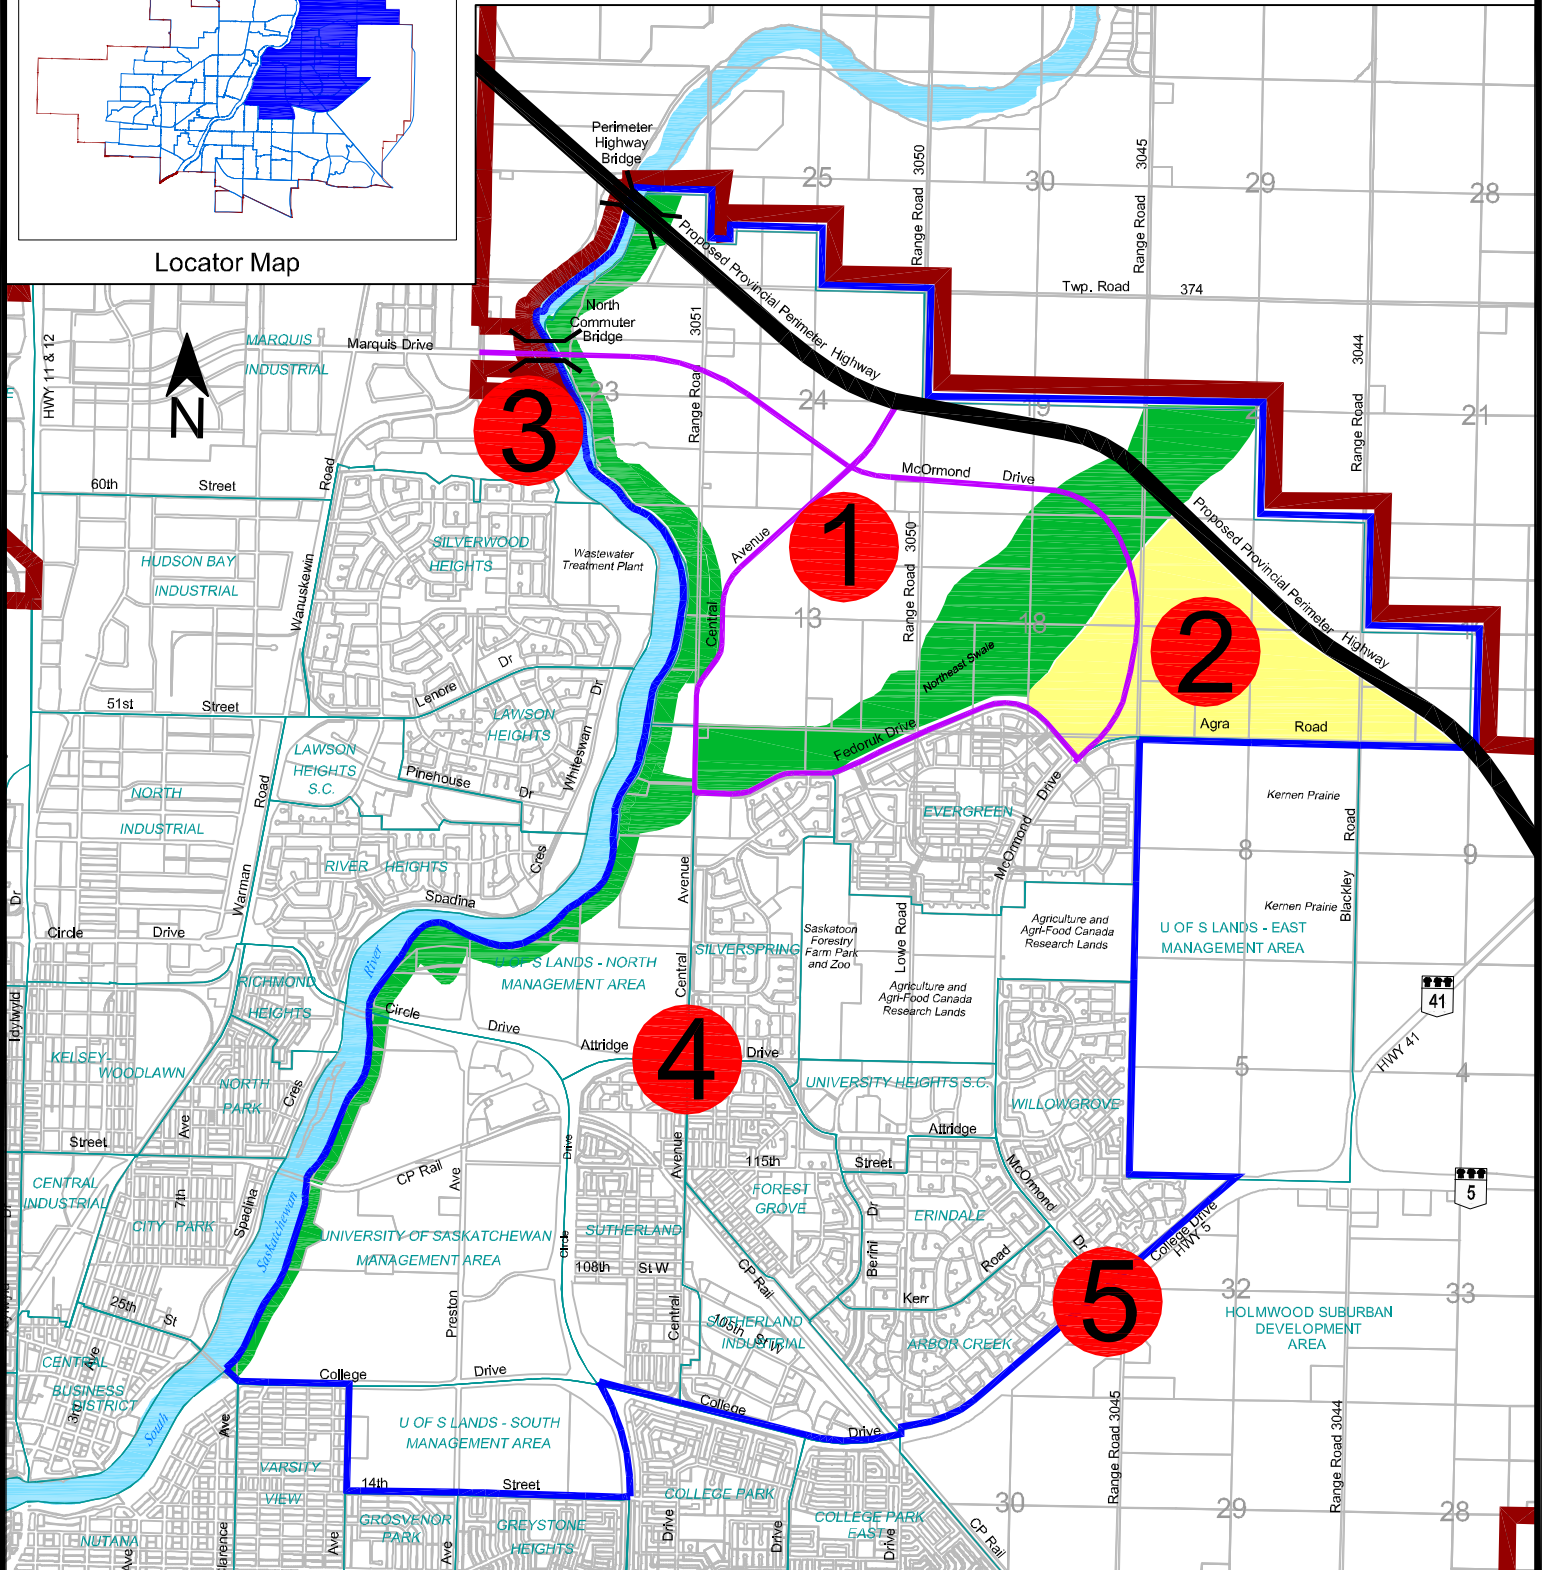 Locator Map
Perimeter
Highway
Bridge
25
Range Road 3050
30
Range Road 3045
29
28
Proposed Provincial Perimeter Highway
Twp. Road 374
North
Commuter
Bridge
3051
Range Road
HWY 11 & 12
MARQUIS
INDUSTRIAL
Marquis Drive
N
3
23
24
19
Range Road 3044
21
McOrmond Drive
60th Street
Wanuskewin Road
SILVERWOOD
HEIGHTS
Wastewater
Treatment Plant
HUDSON BAY
INDUSTRIAL
Central Avenue
1
Range Road 3050
13
18
Northeast Swale
2
Proposed Provincial Perimeter Highway
Agra Road
51st Street
Lenore Dr
LAWSON
HEIGHTS
Whiteswan Dr
Fedoruk Drive
LAWSON
HEIGHTS
S.C.
Pinehouse Dr
NORTH
INDUSTRIAL
Warman Road
RIVER HEIGHTS
Spadina Cres
EVERGREEN
McOrmond Drive
Kernen Prairie
8
9
Blackley Road
Kernen Prairie
Central Avenue
Circle Drive
Idylwyld Dr
SILVERSPRING
Saskatoon
Forestry
Farm Park
and Zoo
Lowe Road
Agriculture and
Agri-Food Canada
Research Lands
Agriculture and
Agri-Food Canada
Research Lands
U OF S LANDS - EAST
MANAGEMENT AREA
U OF S LANDS - NORTH
MANAGEMENT AREA
RICHMOND
HEIGHTS
River
Circle Drive
Attridge Drive
4
41
HWY 41
5
4
KELSEY-
WOODLAWN
NORTH
PARK
UNIVERSITY HEIGHTS S.C.
WILLOWGROVE
Attridge
Street
CP Rail
Ave
Circle Drive
Avenue
115th Street
FOREST
GROVE
Berini Dr
McOrmond Dr
ERINDALE
5
CENTRAL
INDUSTRIAL
7th Ave
CITY PARK
Spadina Cres
Saskatchewan
UNIVERSITY OF SASKATCHEWAN
MANAGEMENT AREA
SUTHERLAND
108th St W
CP Rail
Kerr Road
College Drive
HWY 5
5
32
33
HOLMWOOD SUBURBAN
DEVELOPMENT
AREA
25th St
Preston
Central
SUTHERLAND
INDUSTRIAL
105th St W
ARBOR CREEK
CENTRAL
BUSINESS
DISTRICT
3rd Ave
College Drive
College Drive
South
U OF S LANDS - SOUTH
MANAGEMENT AREA
Ave
VARSITY
VIEW
14th Street
COLLEGE PARK
COLLEGE PARK
EAST
30
Range Road 3045
29
Range Road 3044
28
NUTANA
Ave
Ave
GROSVENOR
PARK
Ave
GREYSTONE
HEIGHTS
Drive
Drive
Drive
CP Rail